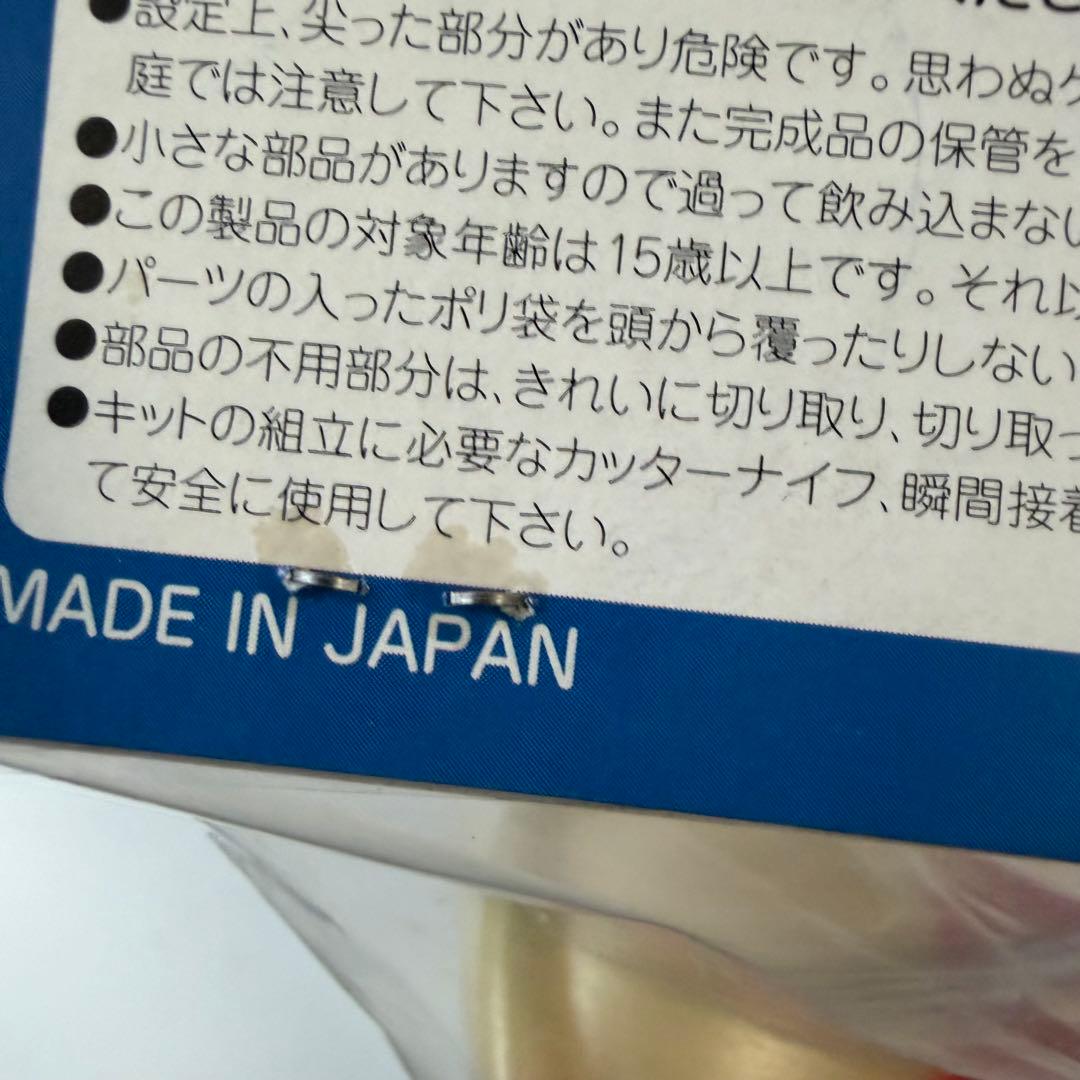 ●設定上、尖った部分があり危険です。思わぬケ
庭では注意して下さい。また完成品の保管を
●小さな部品がありますので過って飲み込まない
●この製品の対象年齢は15歳以上です。それ以
●パーツの入ったポリ袋を頭から覆ったりしない
●部品の不用部分は、きれいに切り取り、切り取っ
●キットの組立に必要なカッターナイフ、瞬間接着
て安全に使用して下さい。
MADE IN JAPAN